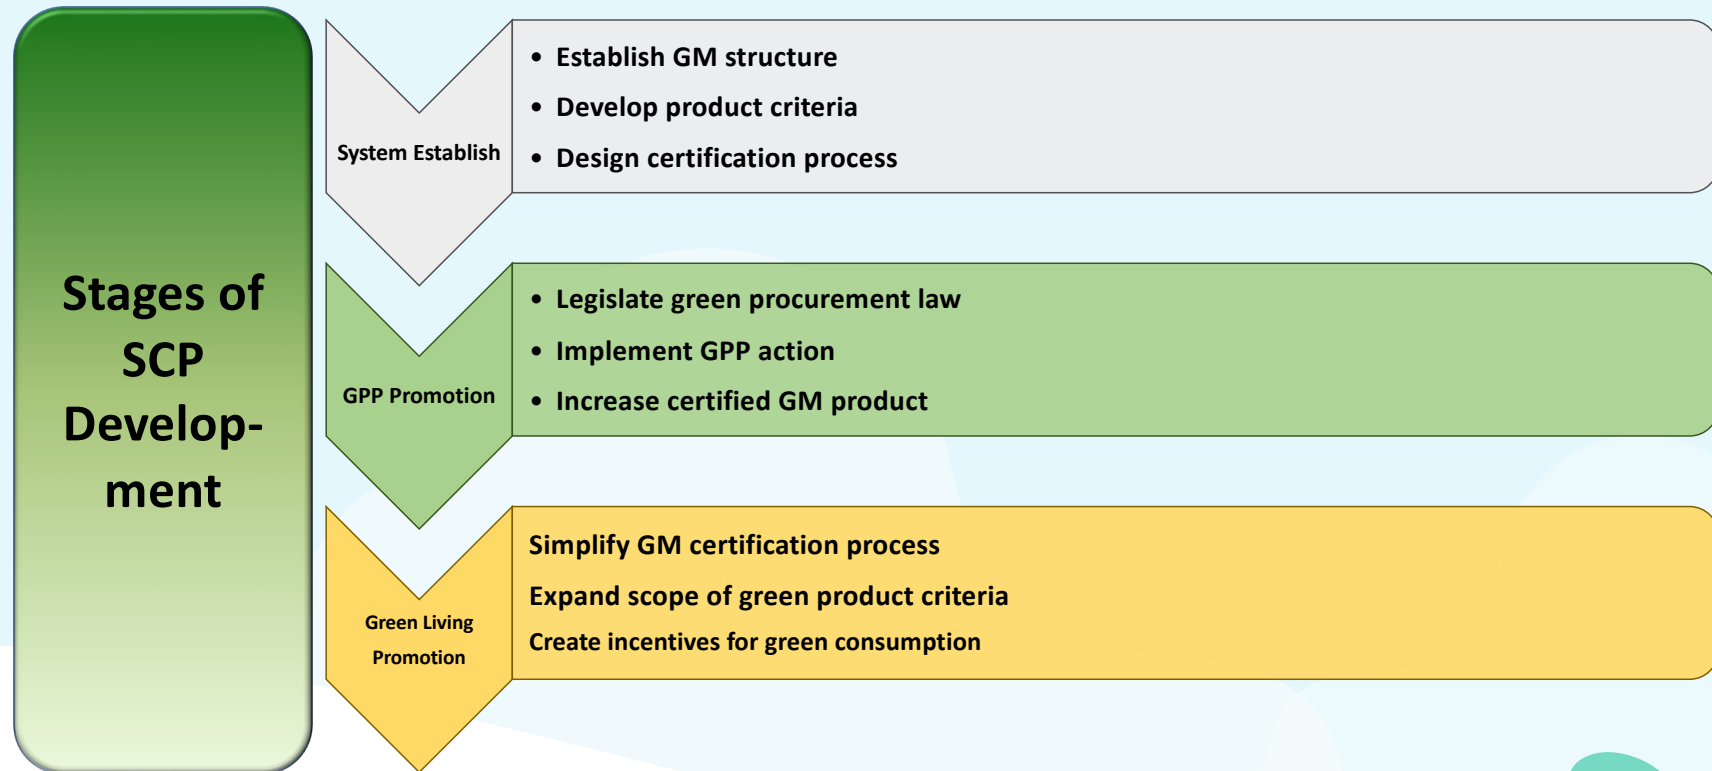 Stages of
SCP
Develop-
ment
System Establish
• Establish GM structure
• Develop product criteria
• Design certification process
GPP Promotion
• Legislate green procurement law
• Implement GPP action
• Increase certified GM product
Green Living
Promotion
Simplify GM certification process
Expand scope of green product criteria
Create incentives for green consumption